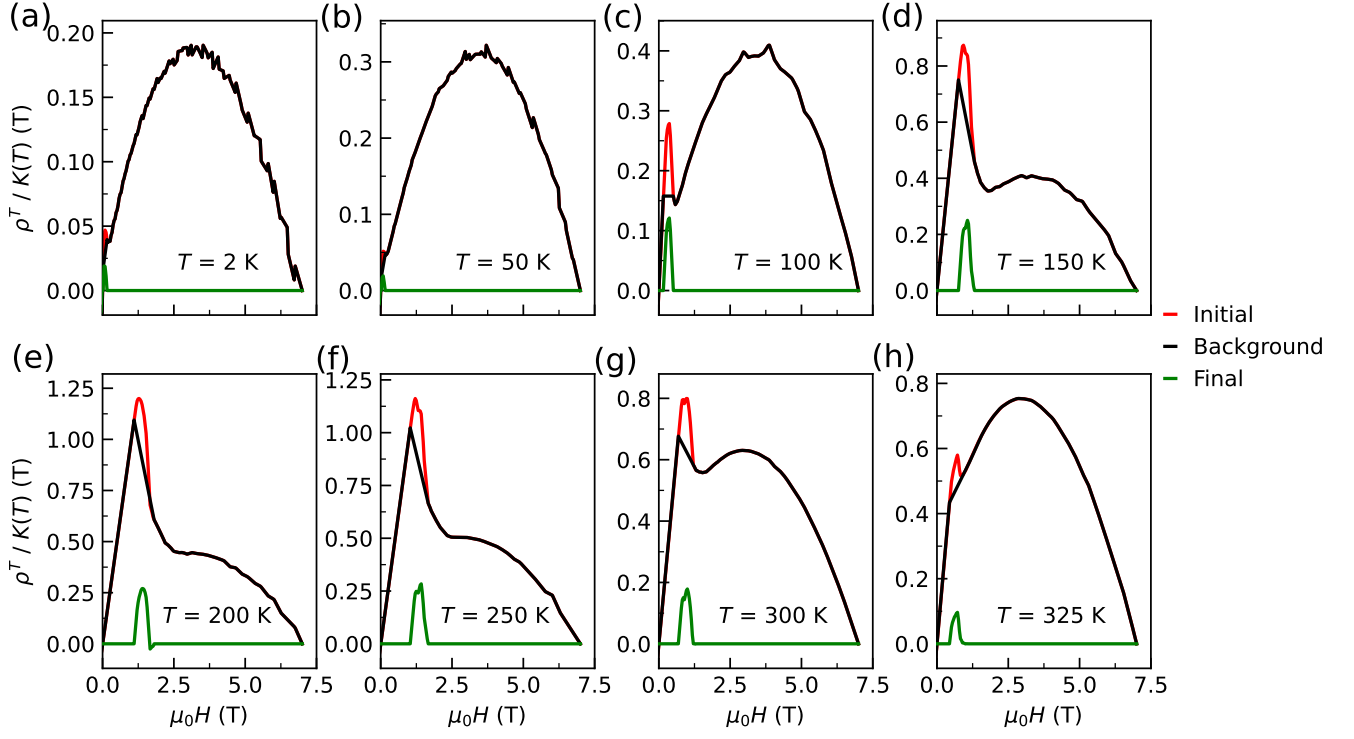 (a) (b) (c) (d)
ρᵀ / K(T) (T)
0.20
0.15
0.10
0.05
0.00
T = 2 K
0.3
0.2
0.1
0.0
T = 50 K
0.4
0.3
0.2
0.1
0.0
T = 100 K
0.8
0.6
0.4
0.2
0.0
T = 150 K
Initial
Background
Final
(e) (f) (g) (h)
ρᵀ / K(T) (T)
1.25
1.00
0.75
0.50
0.25
0.00
T = 200 K
0.0 2.5 5.0 7.5
μ₀H (T)
1.25
1.00
0.75
0.50
0.25
0.00
T = 250 K
0.0 2.5 5.0 7.5
μ₀H (T)
0.8
0.6
0.4
0.2
0.0
T = 300 K
0.0 2.5 5.0 7.5
μ₀H (T)
0.8
0.6
0.4
0.2
0.0
T = 325 K
0.0 2.5 5.0 7.5
μ₀H (T)